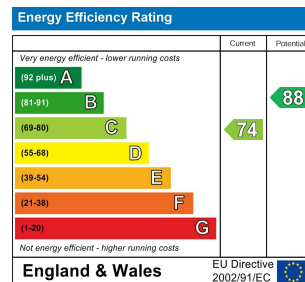 Energy Efficiency Rating
Current Potential
Very energy efficient - lower running costs
(92 plus) A
(81-91) B
88
(69-80) C
74
(55-68) D
(39-54) E
(21-38) F
(1-20) G
Not energy efficient - higher running costs
England & Wales
EU Directive
2002/91/EC